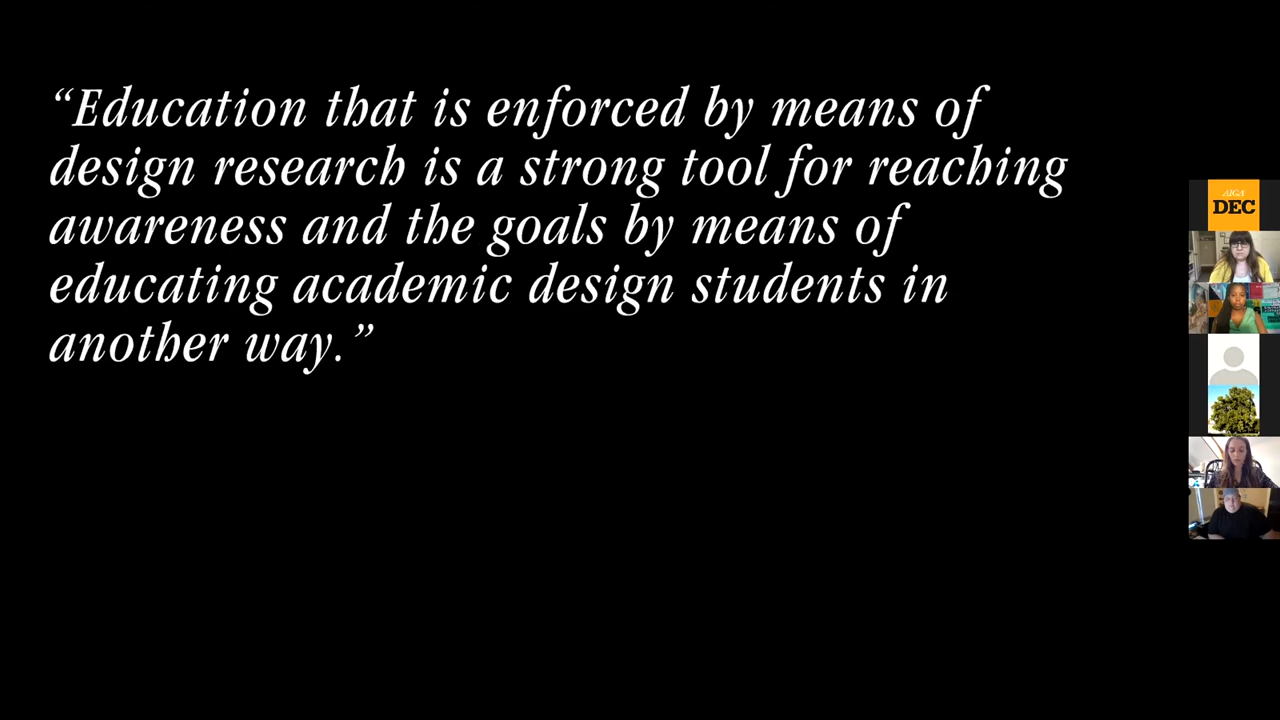 “Education that is enforced by means of
design research is a strong tool for reaching
awareness and the goals by means of
educating academic design students in
another way.”
AIGA
DEC